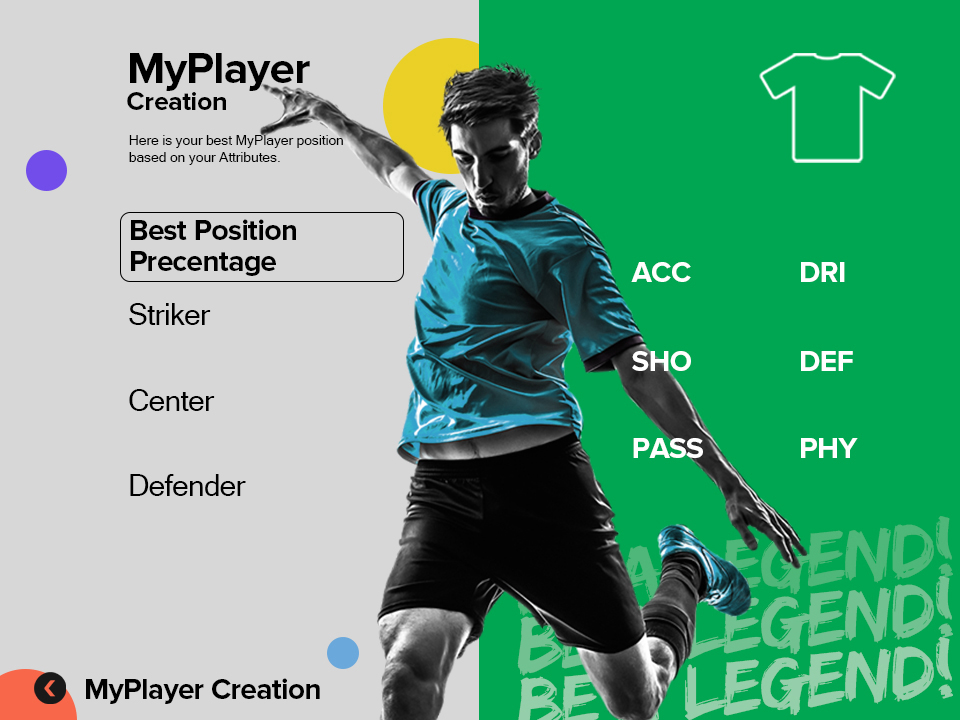 MyPlayer
Creation
Here is your best MyPlayer position
based on your Attributes.
Best Position
Precentage
Striker
Center
Defender
ACC
DRI
SHO
DEF
PASS
PHY
A LEGEND!
BE A LEGEND!
BE A LEGEND!
MyPlayer Creation